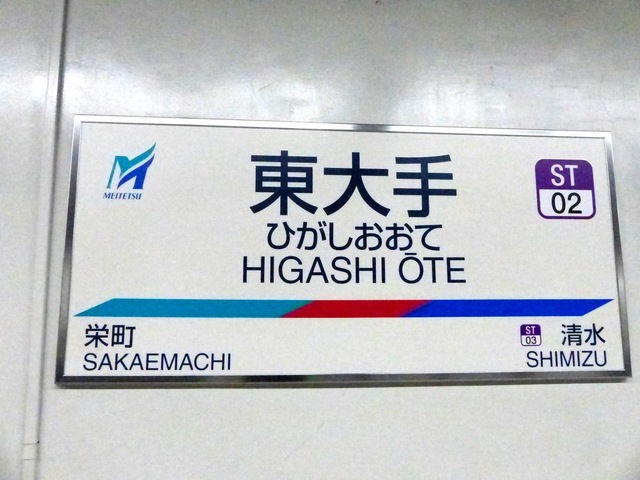 MEITETSU
東大手
ST
02
ひがしおおて
HIGASHI ŌTE
栄町
SAKAEMACHI
ST
03
清水
SHIMIZU